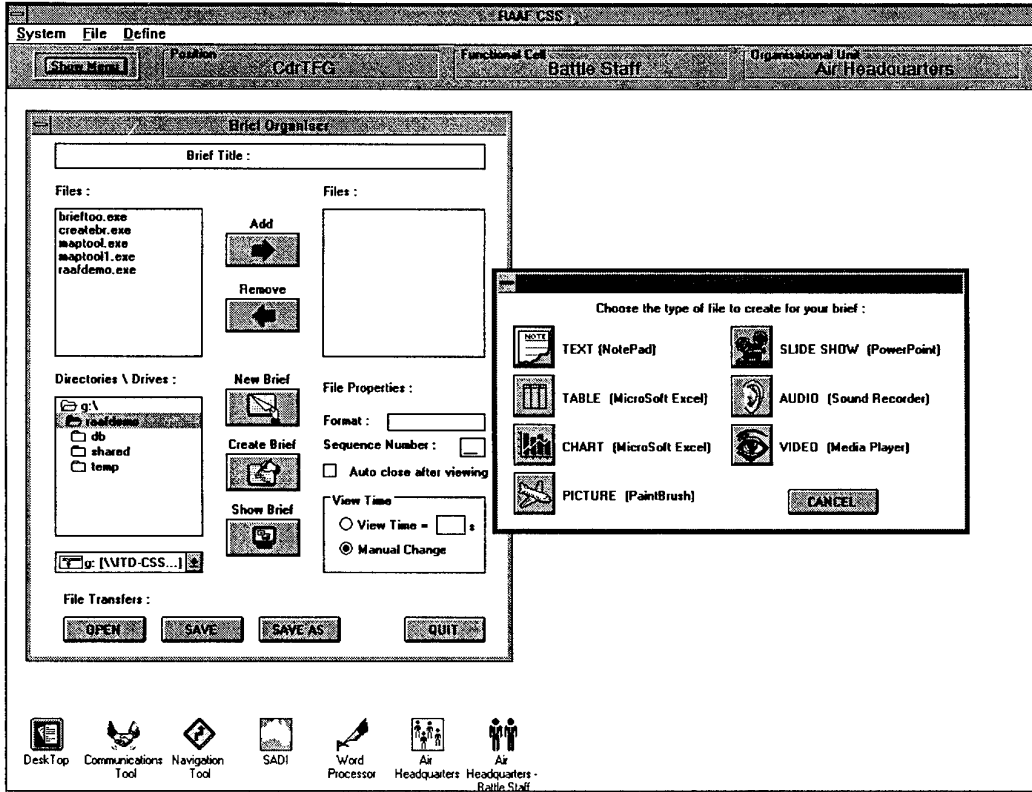 RAAF CSS
System File Define
Show Menu
Position
CdrTFG
Functional Cell
Battle Staff
Organisational Unit
Air Headquarters
Brief Organiser
Brief Title :
Files :
brieftoo.exe
createbr.exe
maptool.exe
maptool1.exe
raafdemo.exe
Add
Remove
Files :
Directories \ Drives :
g:\
raafdemo
db
shared
temp
g: [\\ITD-CSS...]
New Brief
Create Brief
Show Brief
File Properties :
Format :
Sequence Number :
Auto close after viewing
View Time
View Time = s
Manual Change
File Transfers :
OPEN SAVE SAVE AS QUIT
Choose the type of file to create for your brief :
NOTE
TEXT (NotePad)
SLIDE SHOW (PowerPoint)
TABLE (MicroSoft Excel)
AUDIO (Sound Recorder)
CHART (MicroSoft Excel)
VIDEO (Media Player)
PICTURE (PaintBrush)
CANCEL
DeskTop
Communications
Tool
Navigation
Tool
SADI
Word
Processor
Air
Headquarters
Air
Headquarters -
Battle Staff